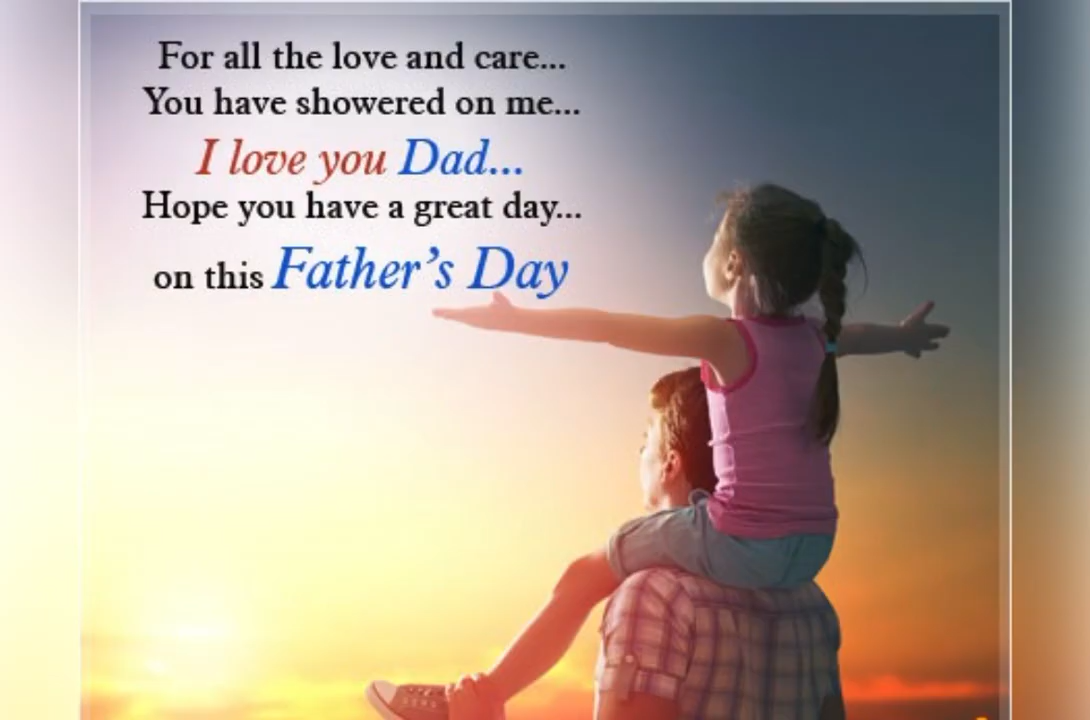 For all the love and care...
You have showered on me...
I love you Dad...
Hope you have a great day...
on this Father's Day